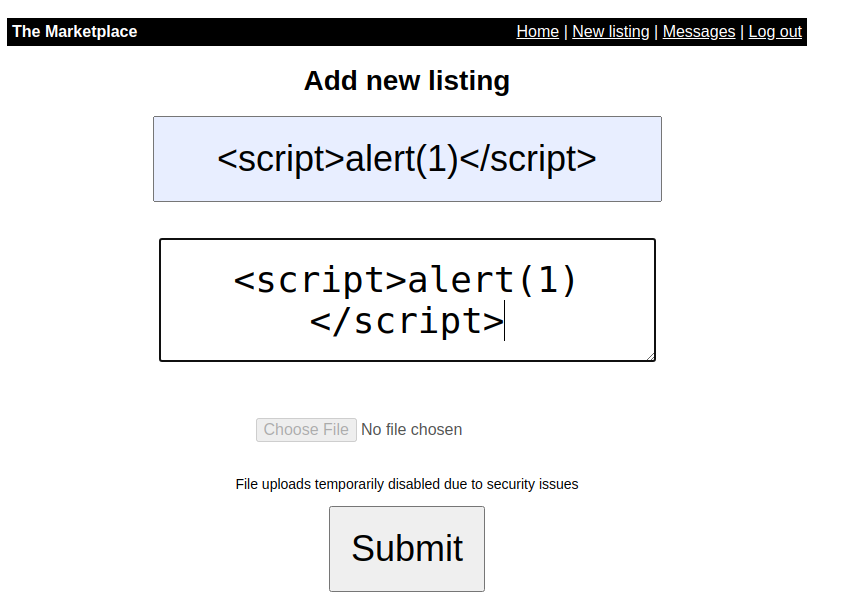 The Marketplace Home | New listing | Messages | Log out
Add new listing
<script>alert(1)</script>
<script>alert(1)
</script>
Choose File No file chosen
File uploads temporarily disabled due to security issues
Submit